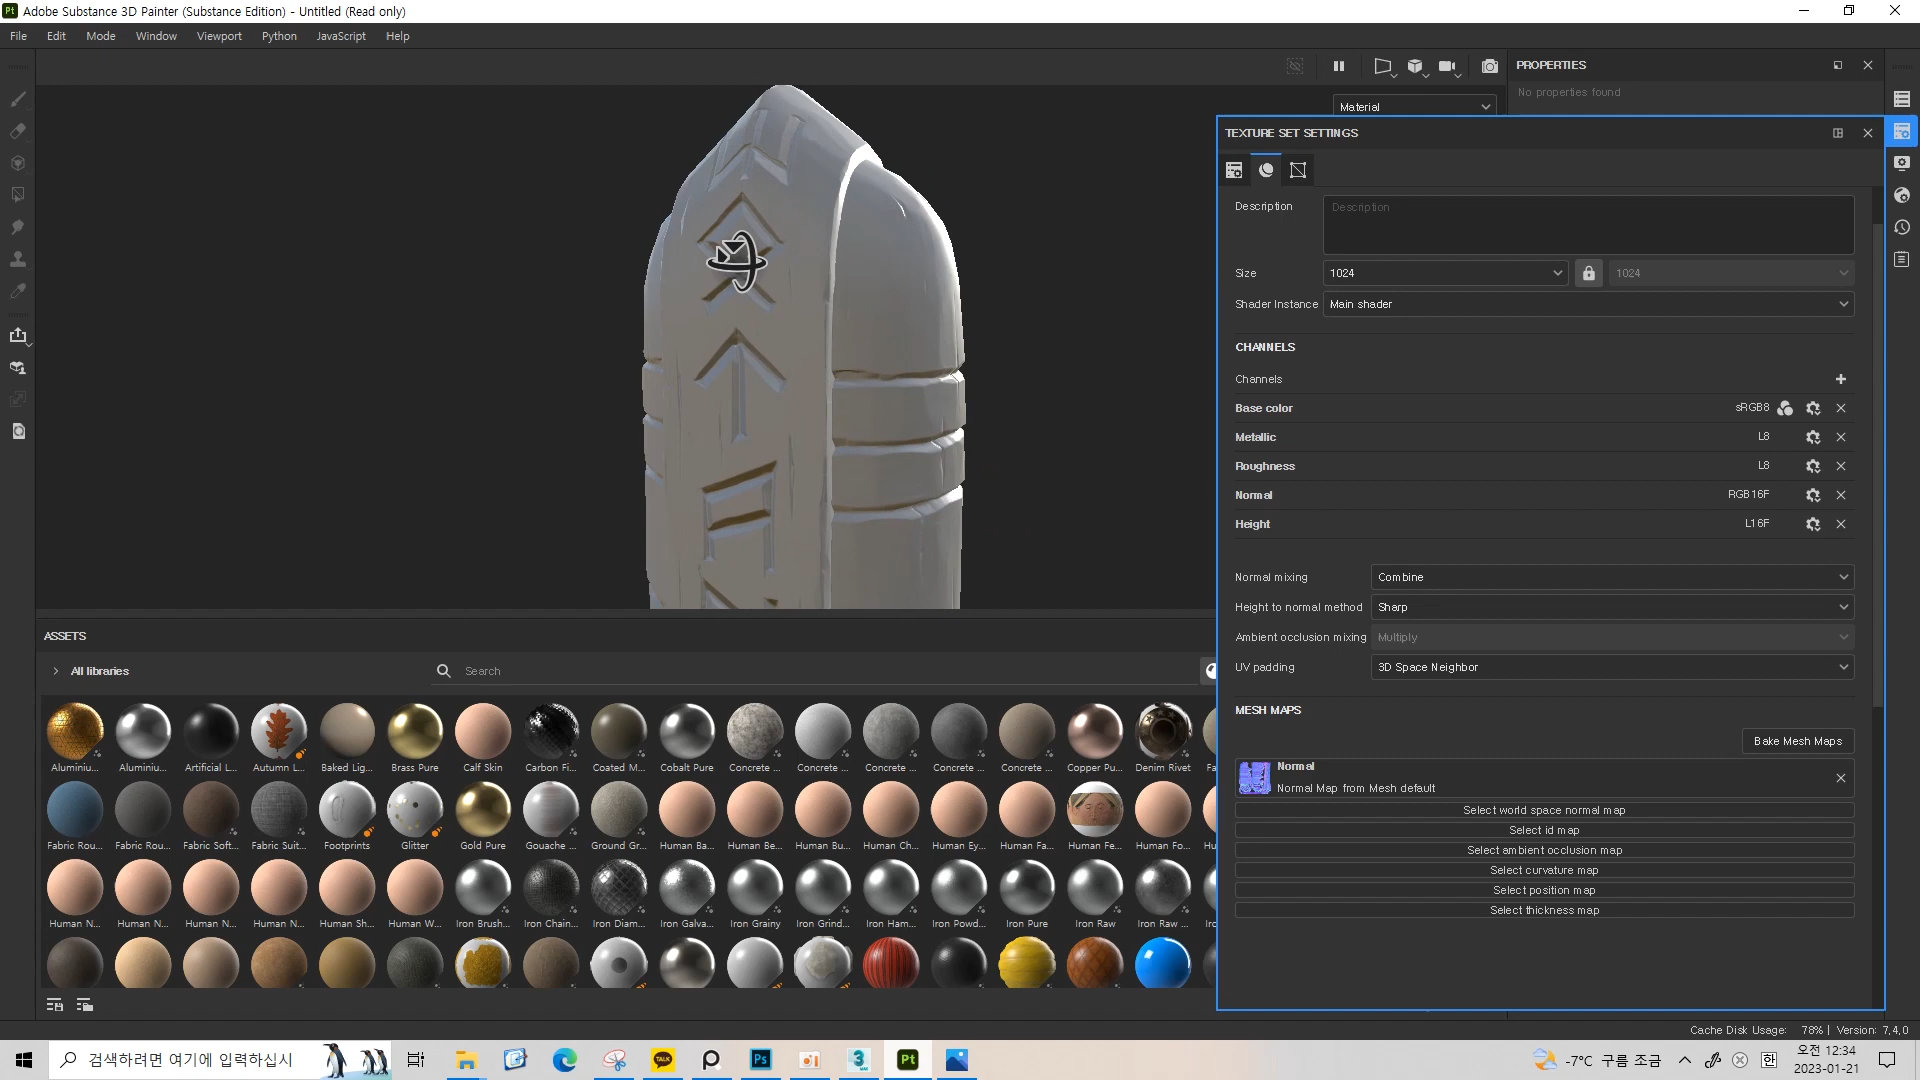 Adobe Substance 3D Painter (Substance Edition) - Untitled (Read only)
File Edit Mode Window Viewport Python JavaScript Help
Material
PROPERTIES
No properties found
TEXTURE SET SETTINGS
Description Description
Size 1024 1024
Shader Instance Main shader
CHANNELS
Channels
Base color sRGB8
Metallic L8
Roughness L8
Normal RGB16F
Height L16F
Normal mixing Combine
Height to normal method Sharp
Ambient occlusion mixing Multiply
UV padding 3D Space Neighbor
MESH MAPS
Bake Mesh Maps
Normal
Normal Map from Mesh default
Select world space normal map
Select id map
Select ambient occlusion map
Select curvature map
Select position map
Select thickness map
ASSETS
All libraries Search
Aluminiu... Aluminiu... Artificial L... Autumn L... Baked Lig... Brass Pure Calf Skin Carbon Fi... Coated M... Cobalt Pure Concrete ... Concrete ... Concrete ... Concrete ... Concrete ... Copper Pu... Denim Rivet Fa
Fabric Rou... Fabric Rou... Fabric Soft... Fabric Suit... Footprints Glitter Gold Pure Gouache ... Ground Gr... Human Ba... Human Be... Human Bu... Human Ch... Human Ey... Human Fa... Human Fe... Human Fo... Hu
Human N... Human N... Human N... Human N... Human Sh... Human W... Iron Brush... Iron Chain... Iron Diam... Iron Galva... Iron Grainy Iron Grind... Iron Ham... Iron Powd... Iron Pure Iron Raw Iron Raw ... Iro
Cache Disk Usage: 78% | Version: 7.4.0
검색하려면 여기에 입력하십시
TALK
Ps
3
Pt
-7°C 구름 조금
한
오전 12:34
2023-01-21